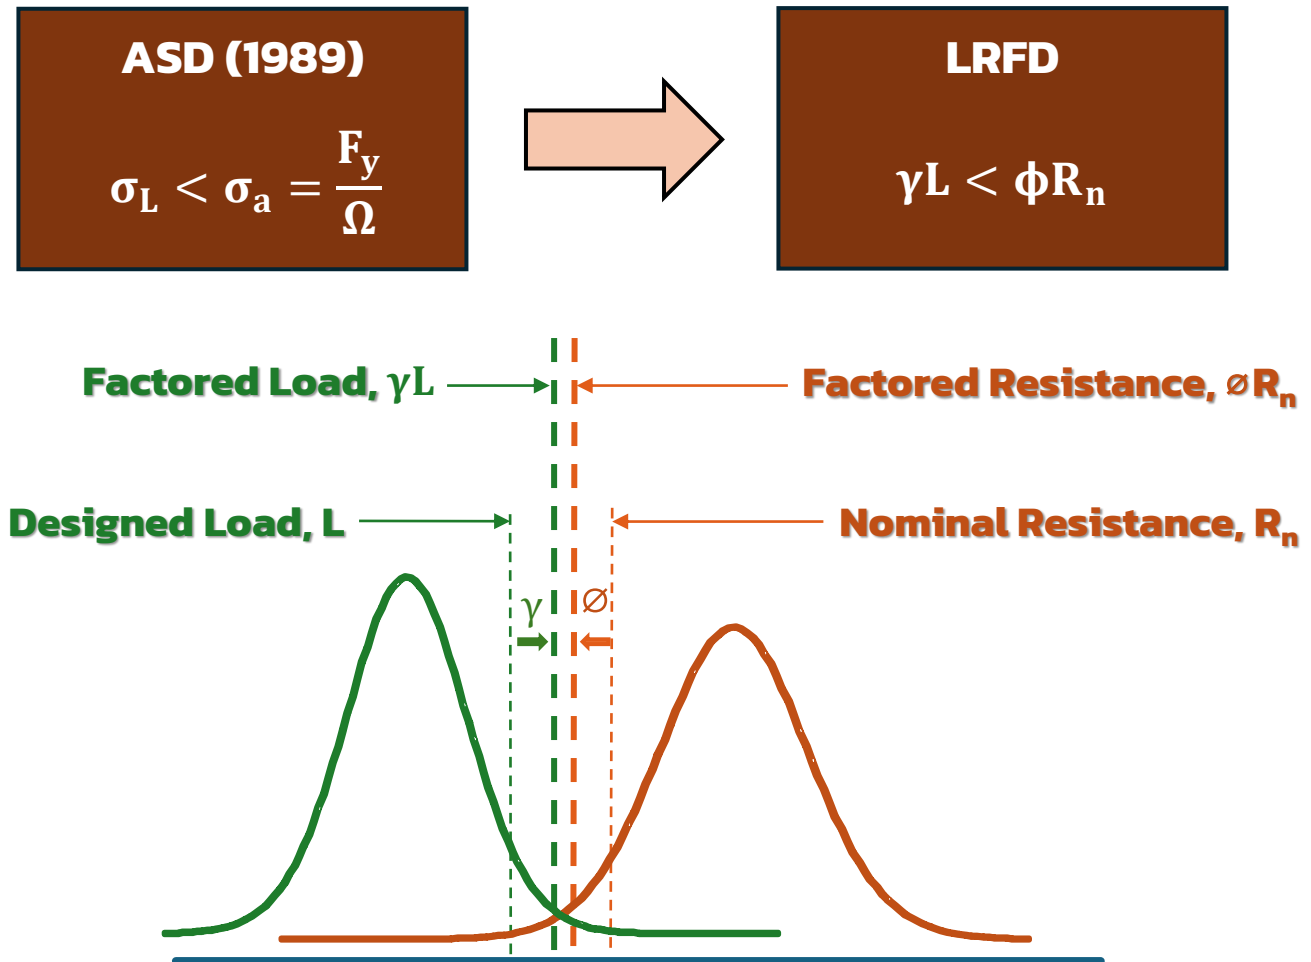 ASD (1989)
σ_L < σ_a = F_y / Ω
LRFD
γL < ϕR_n
Factored Load, γL
Factored Resistance, ∅R_n
Designed Load, L
Nominal Resistance, R_n
γ
∅